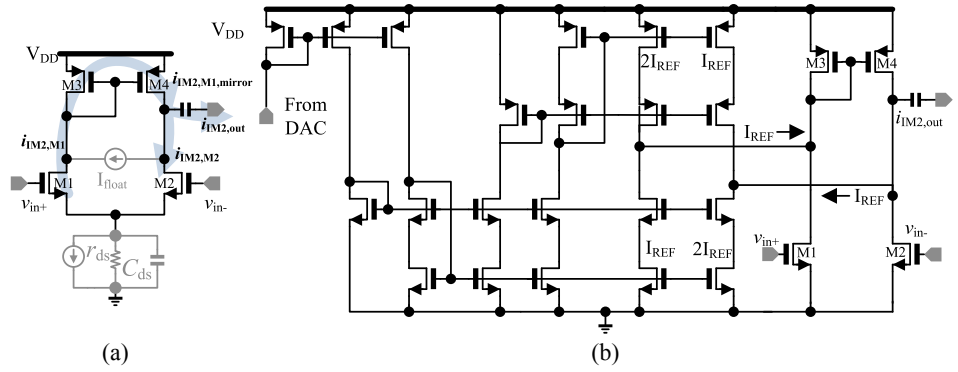 V_DD
M3
M4
i_IM2,M1,mirror
i_IM2,out
i_IM2,M1
i_IM2,M2
I_float
M1
M2
v_in+
v_in-
r_ds
C_ds
(a)
V_DD
From
DAC
2I_REF
I_REF
M3
M4
I_REF
i_IM2,out
I_REF
I_REF
2I_REF
v_in+
M1
M2
v_in-
(b)